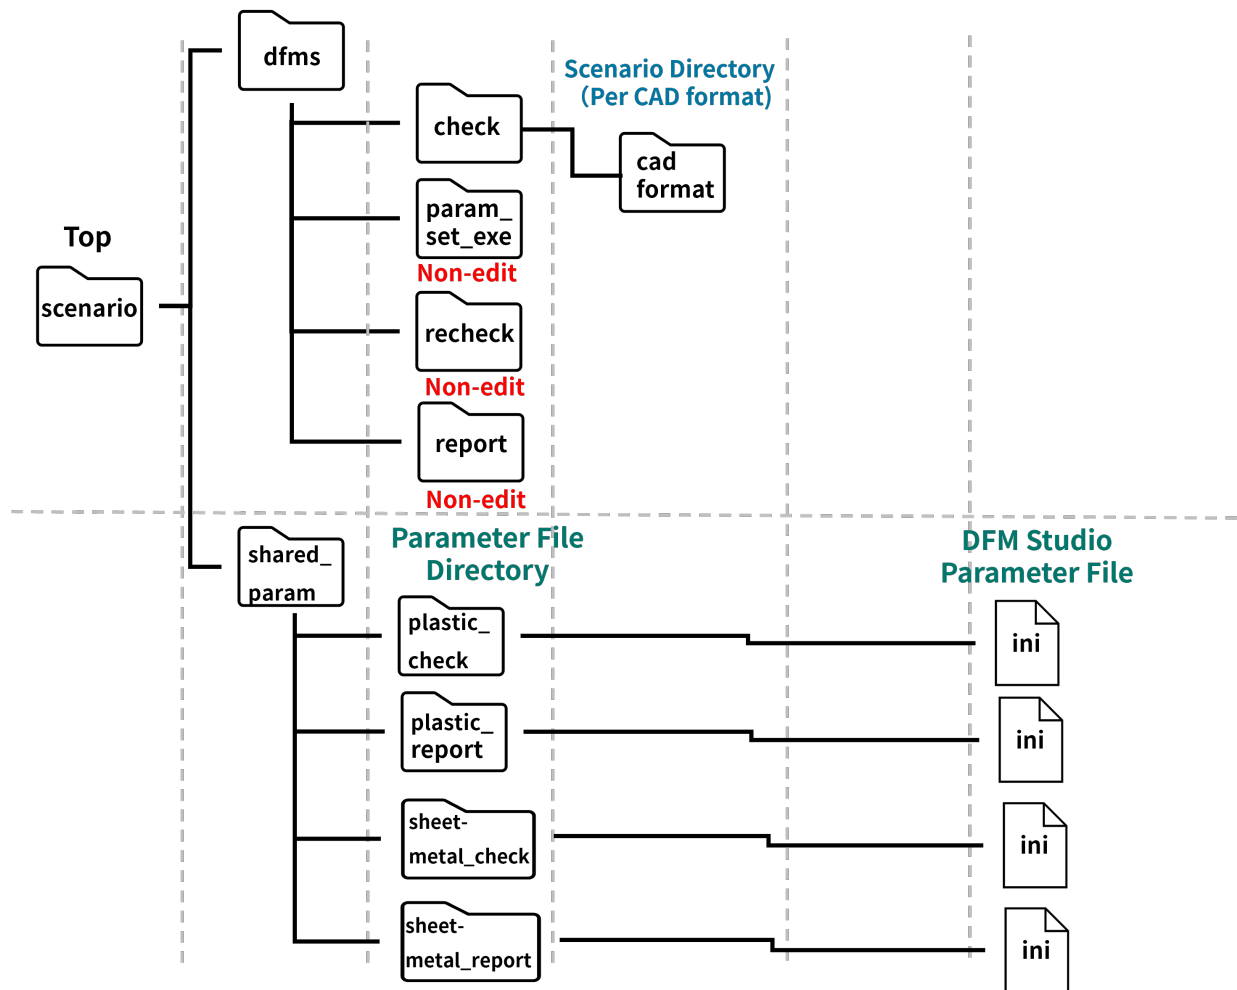 dfms
Scenario Directory
（Per CAD format)
check
cad
format
param_
set_exe
Non-edit
Top
scenario
recheck
Non-edit
report
Non-edit
shared_
param
Parameter File
Directory
DFM Studio
Parameter File
plastic_
check
ini
plastic_
report
ini
sheet-
metal_check
ini
sheet-
metal_report
ini